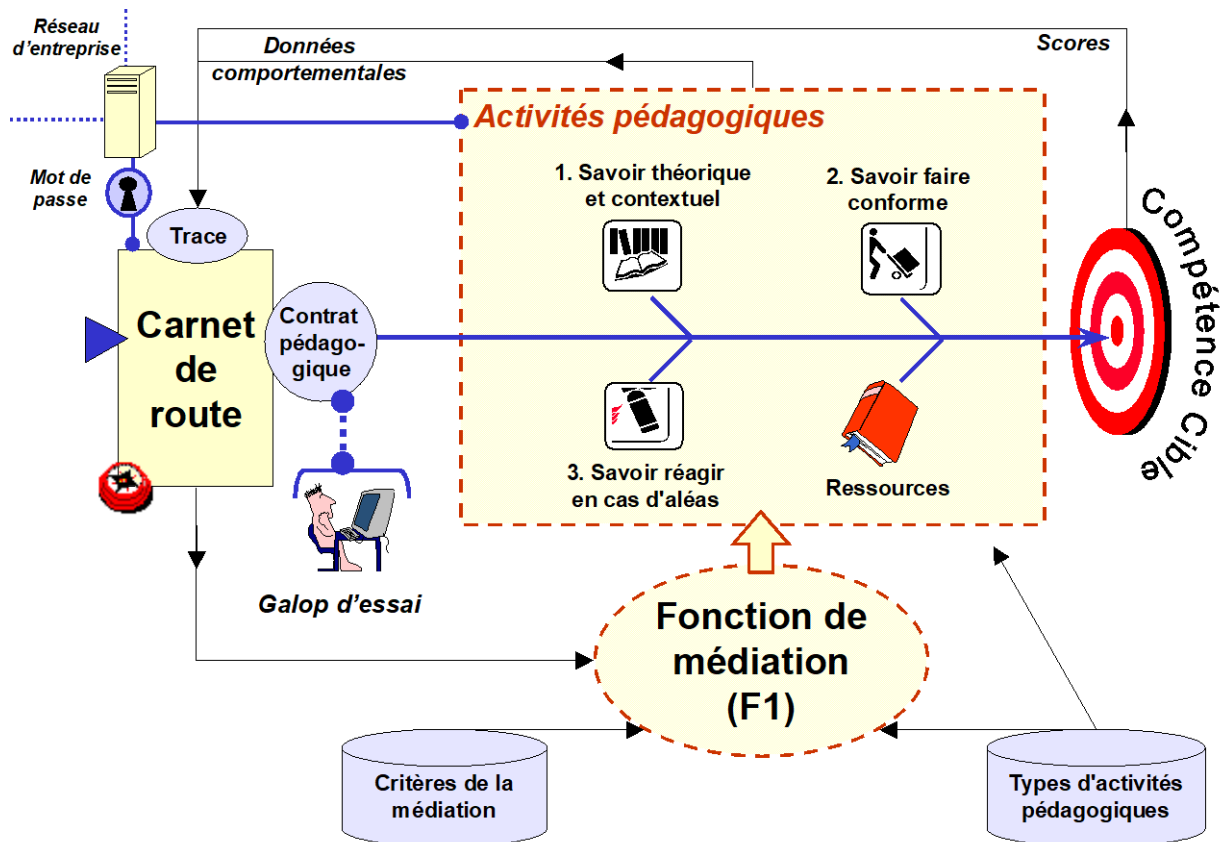 Réseau
d'entreprise
Données
comportementales
Scores
Activités pédagogiques
1. Savoir théorique
et contextuel
2. Savoir faire
conforme
Mot de
passe
Trace
Carnet
de
route
Contrat
pédago-
gique
Compétence Cible
3. Savoir réagir
en cas d'aléas
Ressources
Galop d'essai
Fonction de
médiation
(F1)
Critères de la
médiation
Types d'activités
pédagogiques